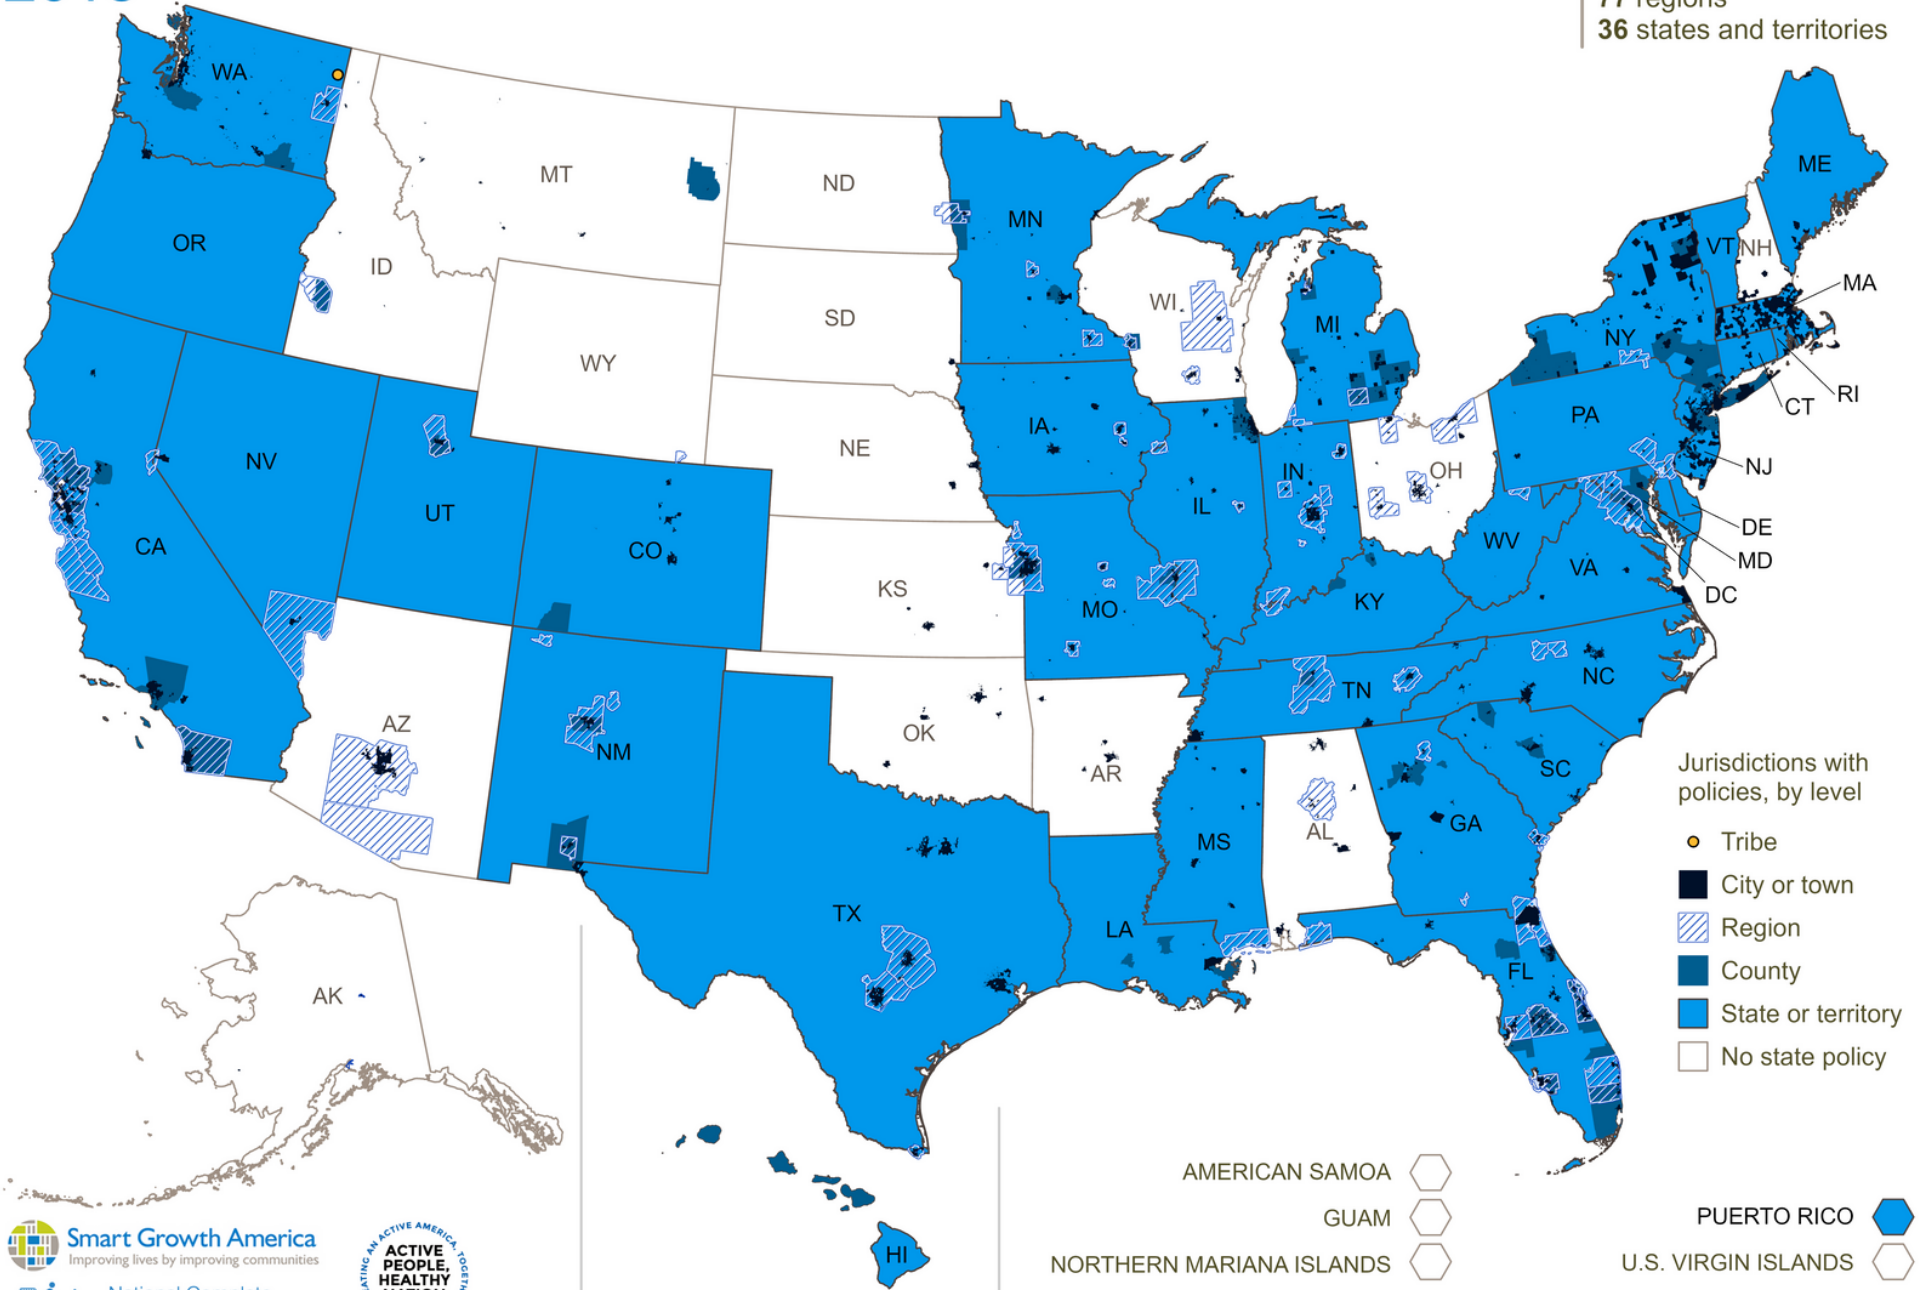 36 states and territories
WA
MT
ND
MN
ME
OR
ID
SD
WI
MI
VT
NH
MA
NY
WY
RI
CT
IA
PA
NV
NE
NJ
UT
IL
IN
OH
CA
CO
DE
WV
MD
KS
VA
DC
MO
KY
AZ
TN
NC
NM
OK
AR
SC
Jurisdictions with
policies, by level
MS
AL
GA
Tribe
City or town
TX
LA
Region
FL
County
AK
State or territory
No state policy
AMERICAN SAMOA
GUAM
PUERTO RICO
NORTHERN MARIANA ISLANDS
U.S. VIRGIN ISLANDS
HI
Smart Growth America
Improving lives by improving communities
ACTIVE
PEOPLE,
HEALTHY